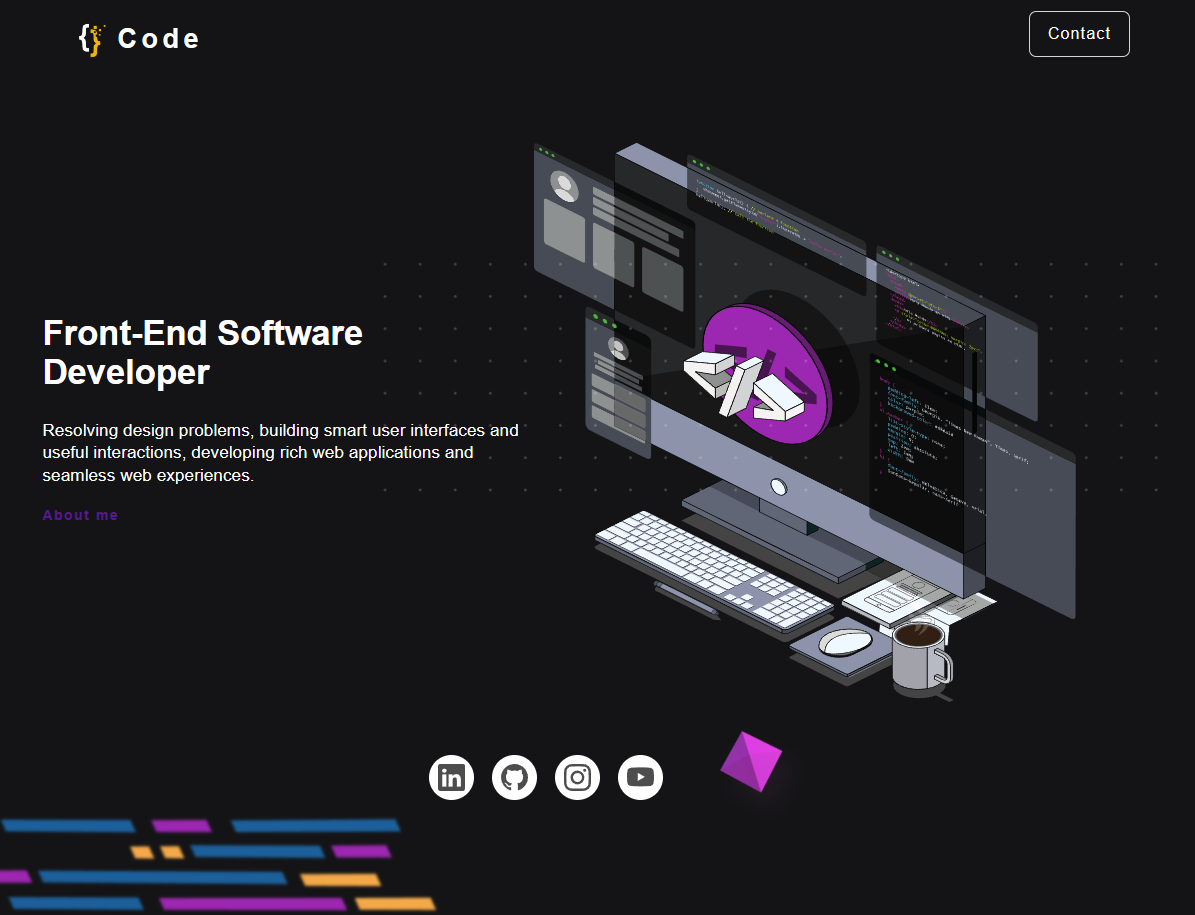 Code
Contact
Front-End Software
Developer
Resolving design problems, building smart user interfaces and
useful interactions, developing rich web applications and
seamless web experiences.
About me
in